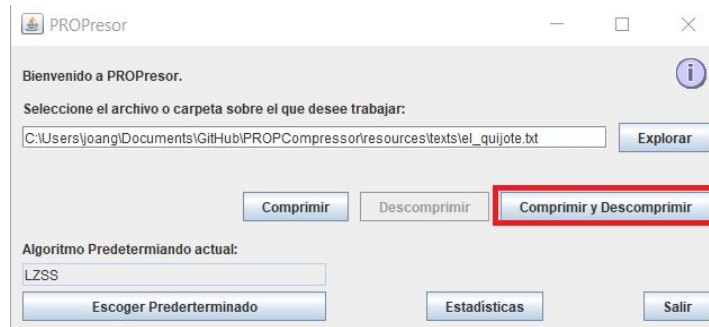 PROPresor
Bienvenido a PROPresor.
i
Seleccione el archivo o carpeta sobre el que desee trabajar:
C:\Users\joang\Documents\GitHub\PROPCompressor\resources\texts\el_quijote.txt Explorar
Comprimir Descomprimir Comprimir y Descomprimir
Algoritmo Predetermiando actual:
LZSS
Escoger Prederterminado Estadísticas Salir